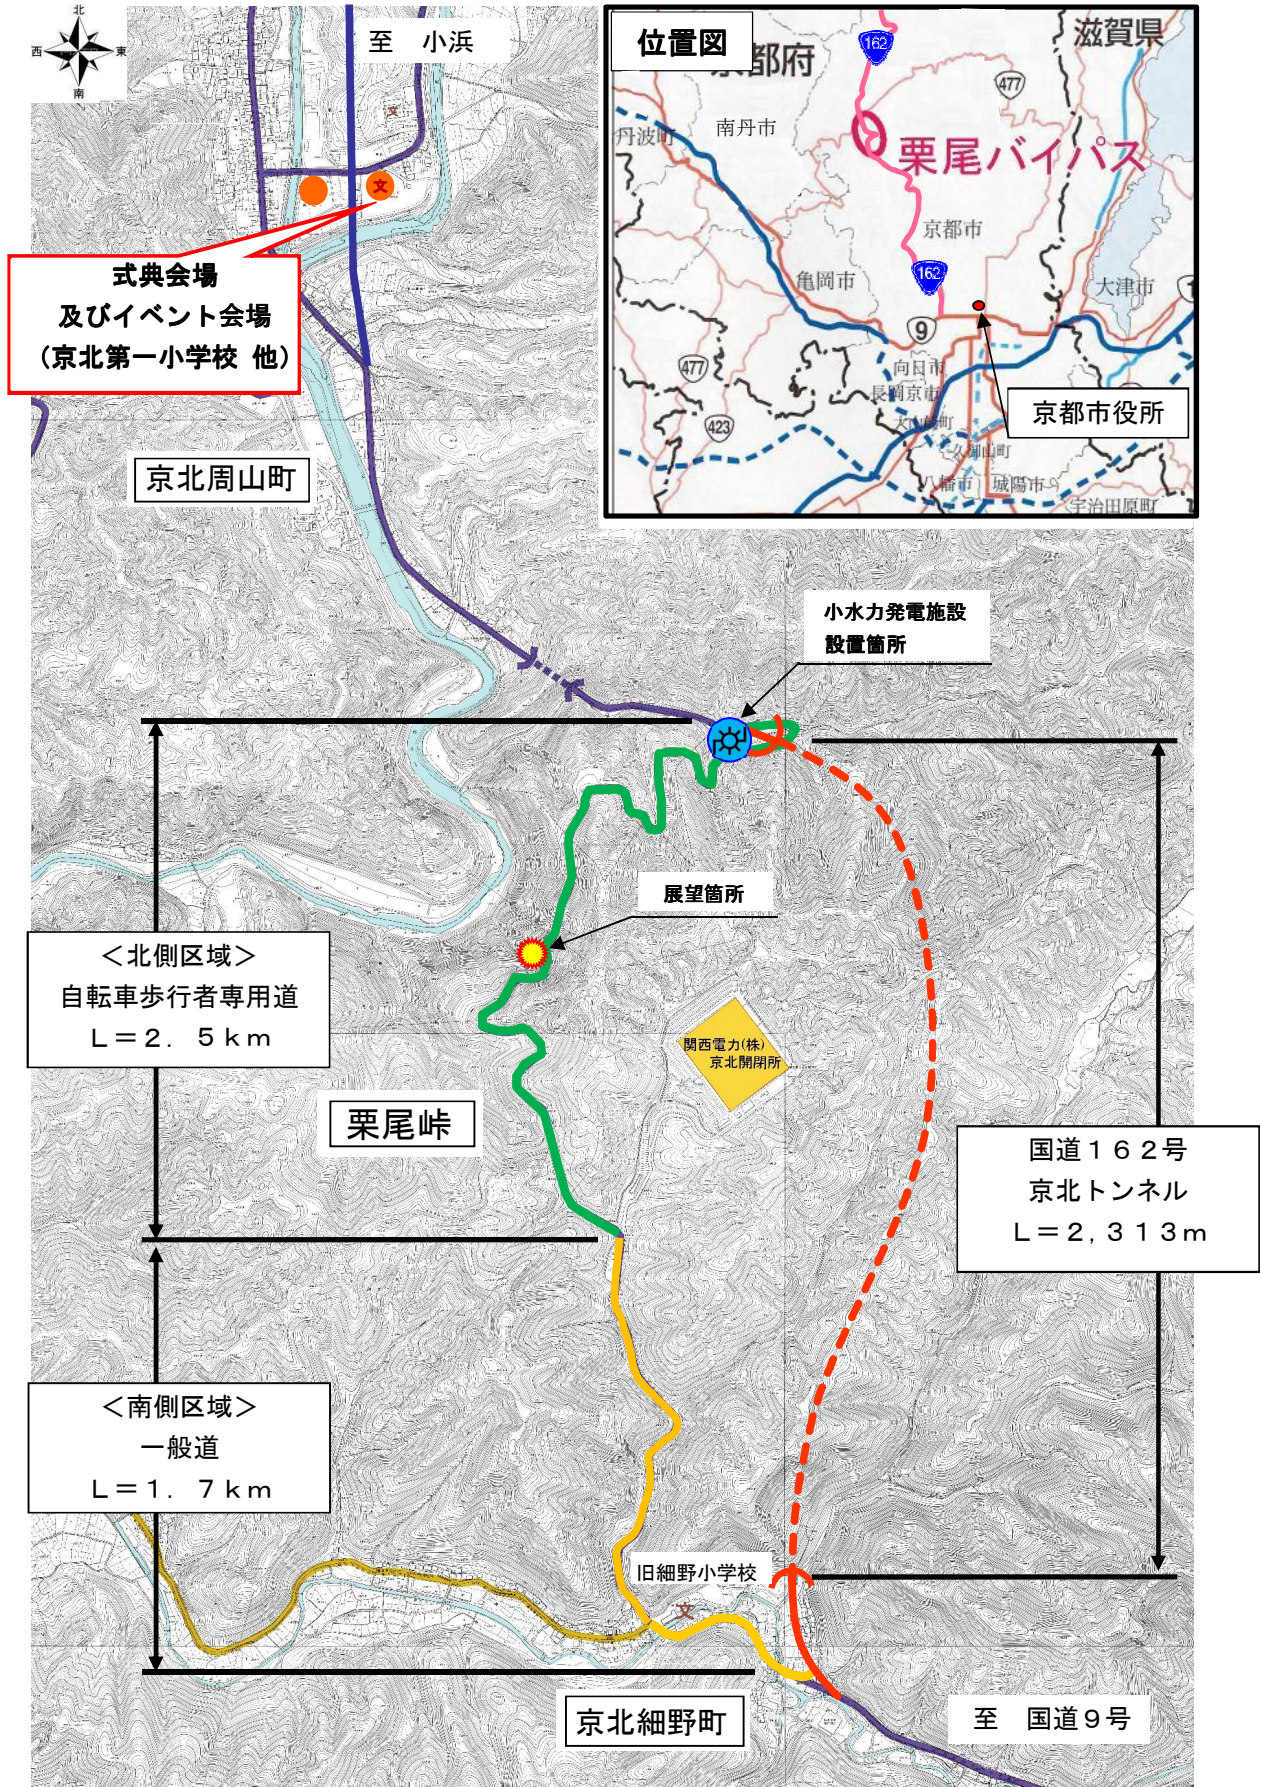 北
西
東
南
至 小浜
文
文
式典会場
及びイベント会場
(京北第一小学校 他)
位置図
京都府
滋賀県
162
477
丹波町
南丹市
栗尾バイパス
京都市
亀岡市
162
大津市
9
1
向日市
長岡京市
477
423
大山崎町
久御山町
八幡市
城陽市
宇治田原町
京都市役所
京北周山町
小水力発電施設
設置箇所
展望箇所
<北側区域>
自転車歩行者専用道
L=2.5km
関西電力(株)
京北開閉所
栗尾峠
国道162号
京北トンネル
L=2,313m
<南側区域>
一般道
L=1.7km
旧細野小学校
文
京北細野町
至 国道9号